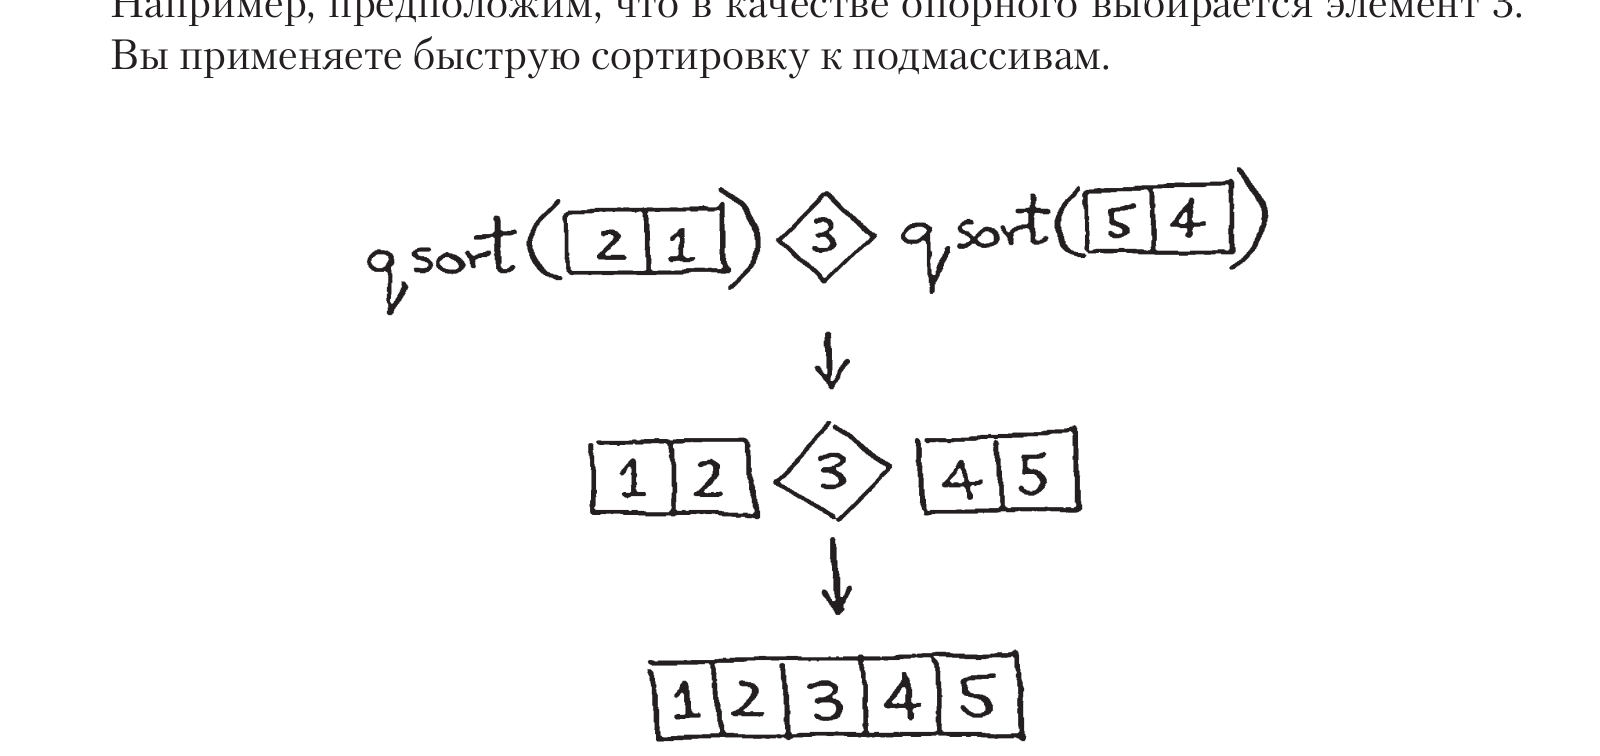 Например, предположим, что в качестве опорного выбирается элемент 3.
Вы применяете быструю сортировку к подмассивам.
qsort( 2 1 ) 3 qsort( 5 4 )
1 2 3 4 5
1 2 3 4 5